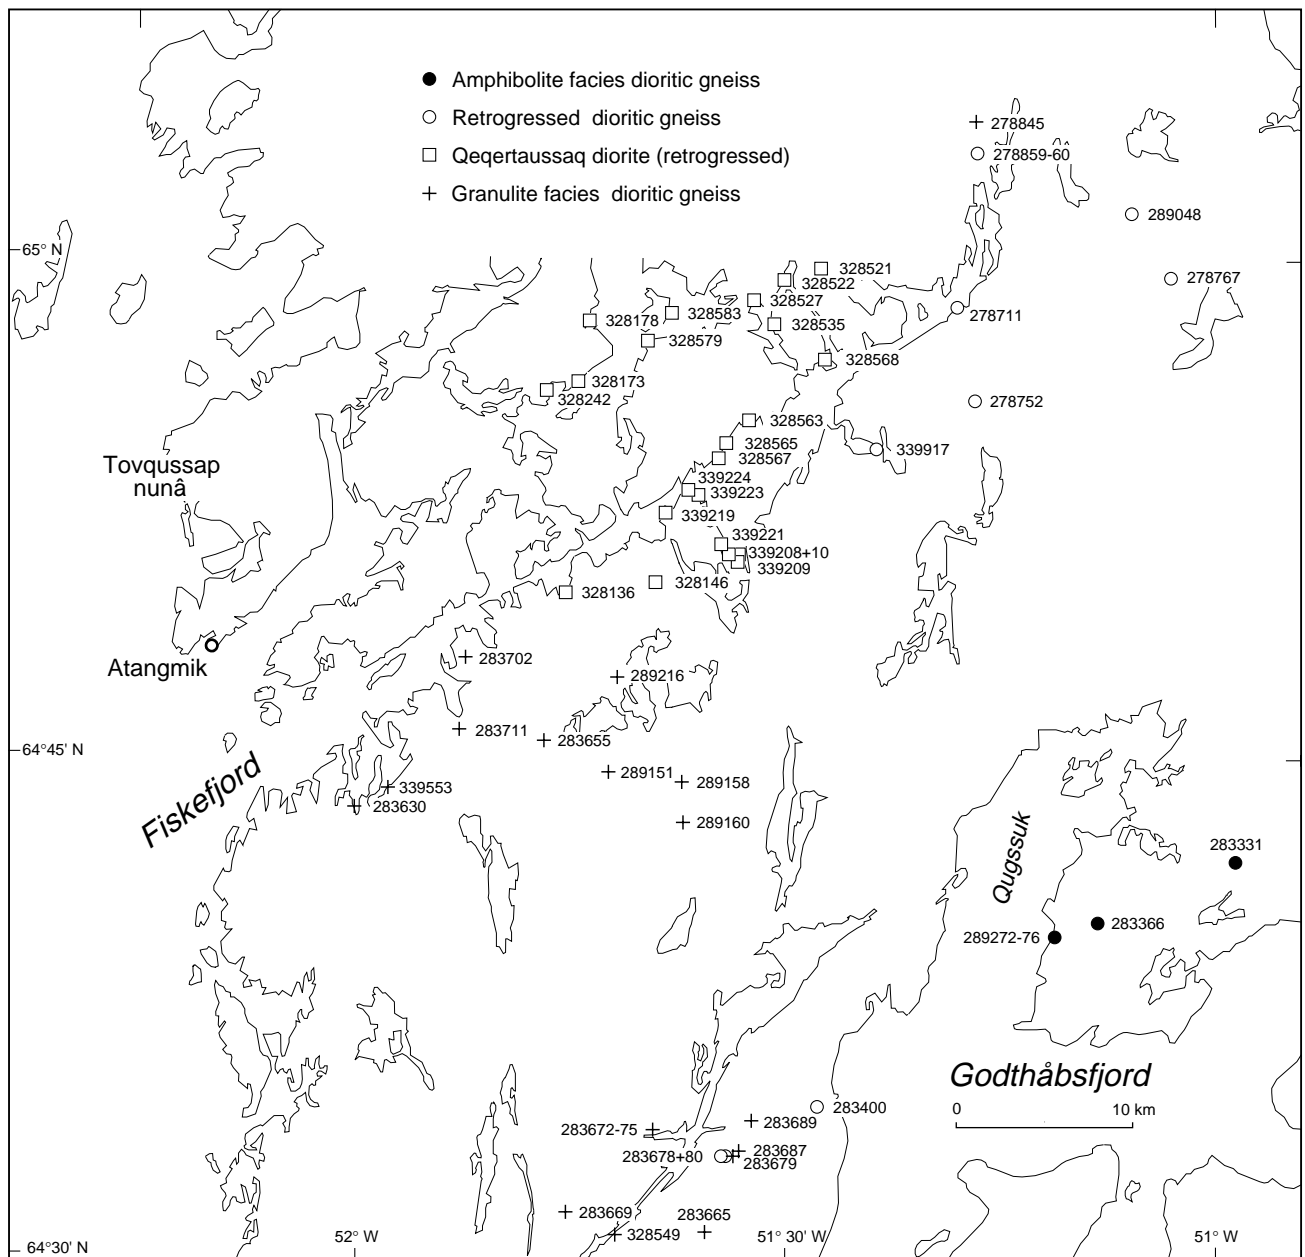 Amphibolite facies dioritic gneiss
Retrogressed dioritic gneiss
Qeqertaussaq diorite (retrogressed)
Granulite facies dioritic gneiss
278845
278859-60
289048
65° N
328521
328522
278767
328527
328583
278711
328178
328535
328579
328568
328173
328242
278752
328563
328565
339917
328567
Tovqussap
nunâ
339224
339223
339219
339221
339208+10
339209
328146
328136
283702
Atangmik
289216
283711
283655
64°45' N
289151
289158
339553
283630
Fiskefjord
289160
Qugssuk
283331
283366
289272-76
Godthåbsfjord
0
10 km
283400
283689
283672-75
283687
283678+80
283679
283669
283665
328549
64°30' N
52° W
51° 30' W
51° W